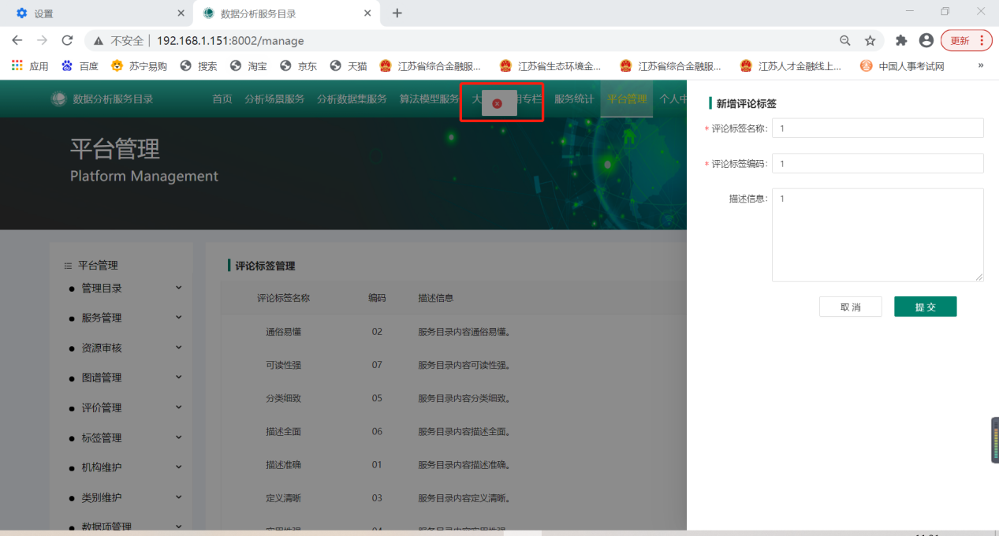 设置
数据分析服务目录
不安全 192.168.1.151:8002/manage
更新
应用 百度 苏宁易购 搜索 淘宝 京东 天猫 江苏省综合金融服... 江苏省生态环境金... 江苏省综合金融服... 江苏人才金融线上... 中国人事考试网 »
数据分析服务目录 首页 分析场景服务 分析数据集服务 算法模型服务 大 用专栏 服务统计 平台管理 个人中
平台管理
Platform Management
平台管理
管理目录
服务管理
资源审核
图谱管理
评价管理
标签管理
机构维护
类别维护
数据项管理
评论标签管理
评论标签名称 编码 描述信息
通俗易懂 02 服务目录内容通俗易懂。
可读性强 07 服务目录内容可读性强。
分类细致 05 服务目录内容分类细致。
描述全面 06 服务目录内容描述全面。
描述准确 01 服务目录内容描述准确。
定义清晰 03 服务目录内容定义清晰。
实用性强 04 服务目录内容实用性强。
新增评论标签
* 评论标签名称: 1
* 评论标签编码: 1
描述信息: 1
取 消 提 交